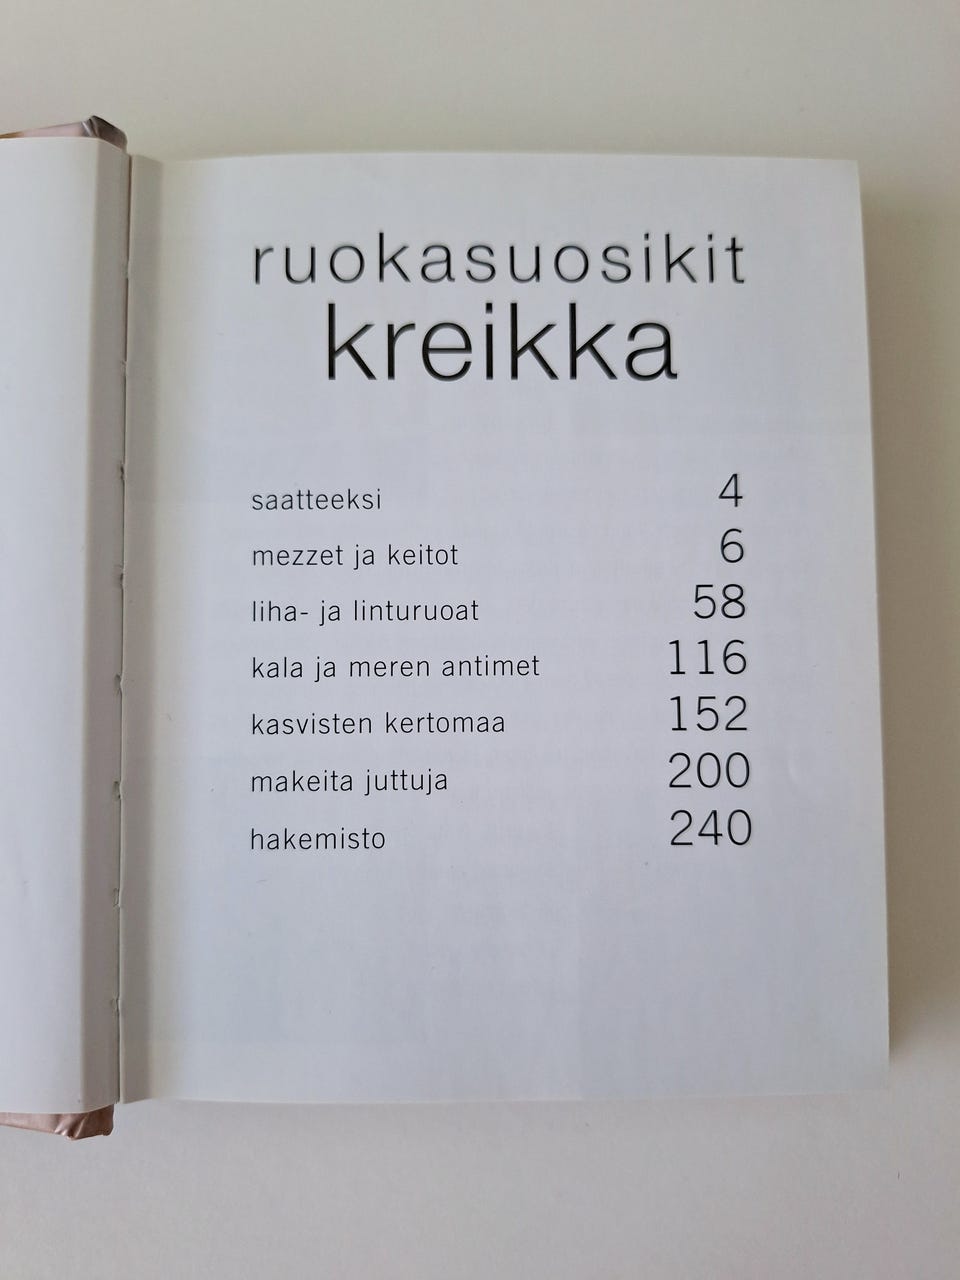 ruokasuosikit
kreikka
saatteeksi 4
mezzet ja keitot 6
liha- ja linturuoat 58
kala ja meren antimet 116
kasvisten kertomaa 152
makeita juttuja 200
hakemisto 240